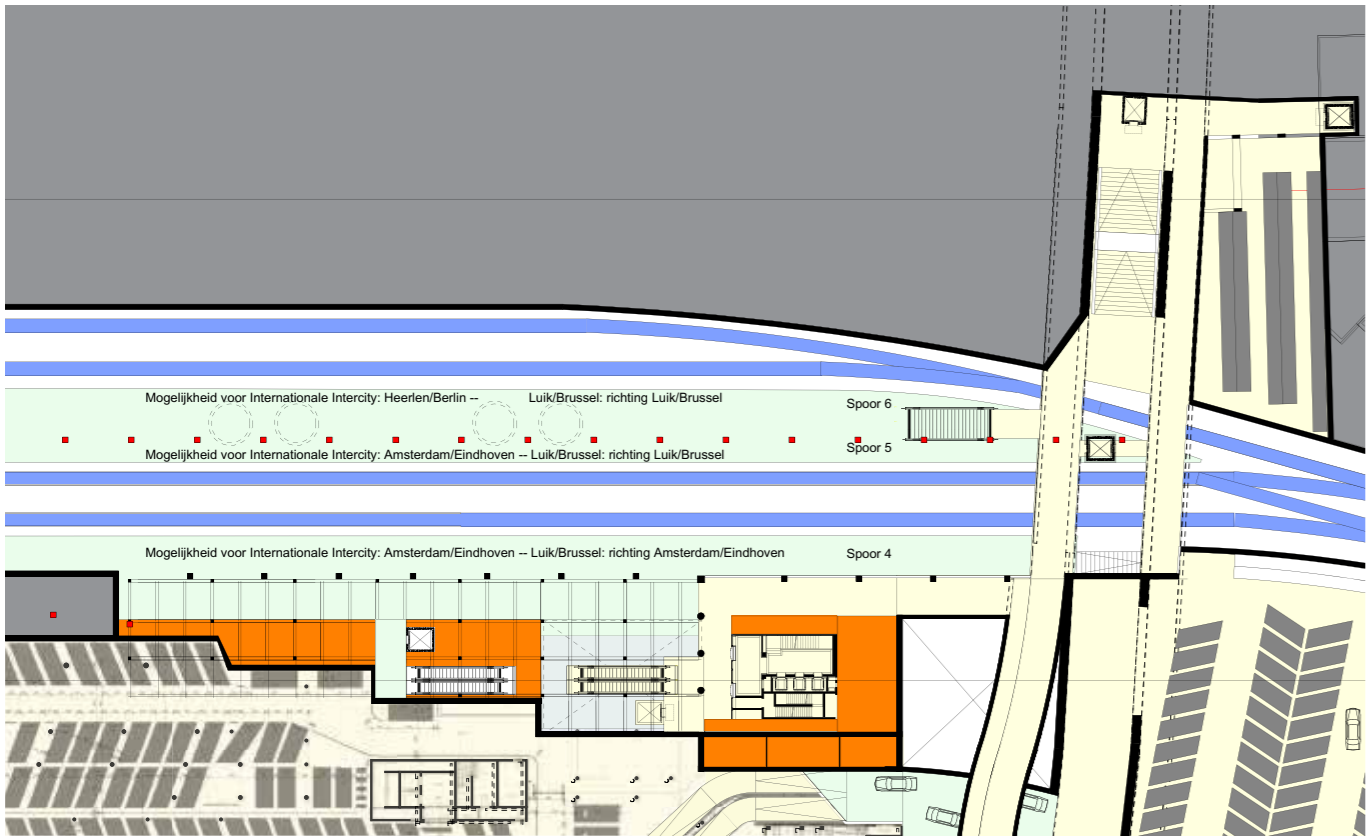 Mogelijkheid voor Internationale Intercity: Heerlen/Berlin -- Luik/Brussel: richting Luik/Brussel
Spoor 6
Spoor 5
Mogelijkheid voor Internationale Intercity: Amsterdam/Eindhoven -- Luik/Brussel: richting Luik/Brussel
Mogelijkheid voor Internationale Intercity: Amsterdam/Eindhoven -- Luik/Brussel: richting Amsterdam/Eindhoven
Spoor 4